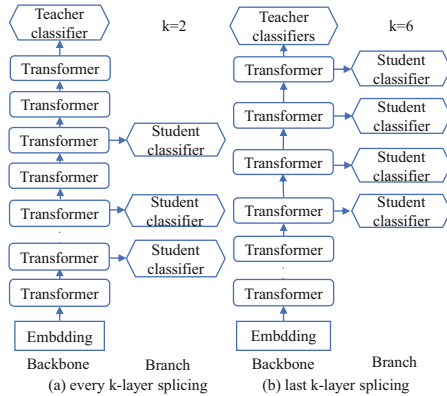 Teacher
classifier
k=2
Transformer
Transformer
Transformer
Student
classifier
Transformer
Transformer
Transformer
Student
classifier
Transformer
Student
classifier
Transformer
Embdding
Backbone
Branch
(a) every k-layer splicing
Teacher
classifiers
k=6
Transformer
Student
classifier
Transformer
Student
classifier
Transformer
Student
classifier
Transformer
Student
classifier
Transformer
Transformer
Embdding
Backbone
Branch
(b) last k-layer splicing